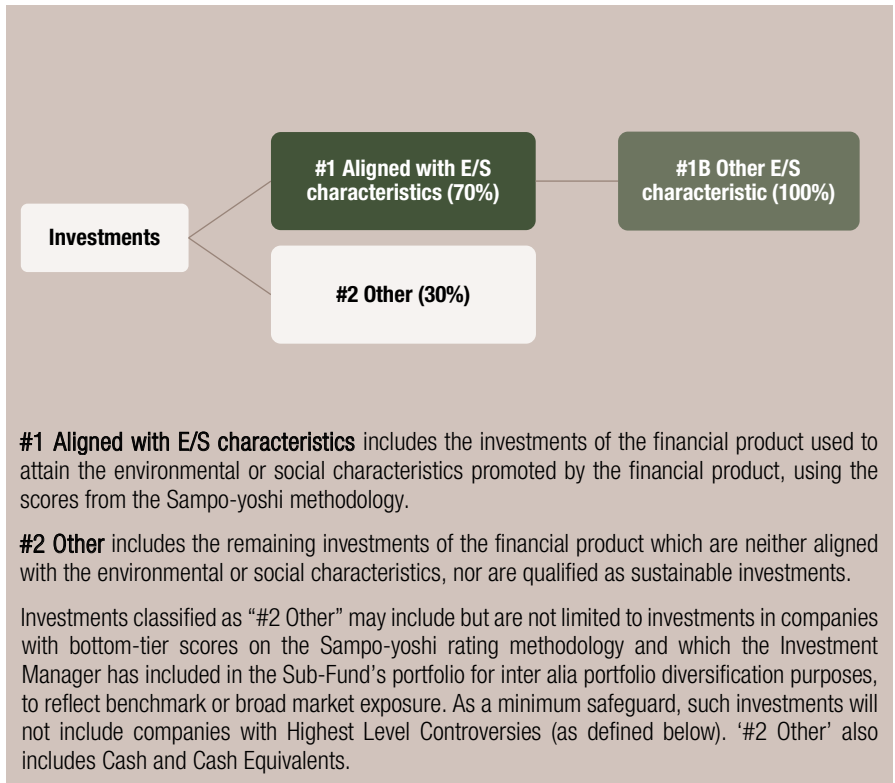 #1 Aligned with E/S
characteristics (70%)
#1B Other E/S
characteristic (100%)
Investments
#2 Other (30%)
#1 Aligned with E/S characteristics includes the investments of the financial product used to
attain the environmental or social characteristics promoted by the financial product, using the
scores from the Sampo-yoshi methodology.
#2 Other includes the remaining investments of the financial product which are neither aligned
with the environmental or social characteristics, nor are qualified as sustainable investments.
Investments classified as “#2 Other” may include but are not limited to investments in companies
with bottom-tier scores on the Sampo-yoshi rating methodology and which the Investment
Manager has included in the Sub-Fund’s portfolio for inter alia portfolio diversification purposes,
to reflect benchmark or broad market exposure. As a minimum safeguard, such investments will
not include companies with Highest Level Controversies (as defined below). ‘#2 Other’ also
includes Cash and Cash Equivalents.